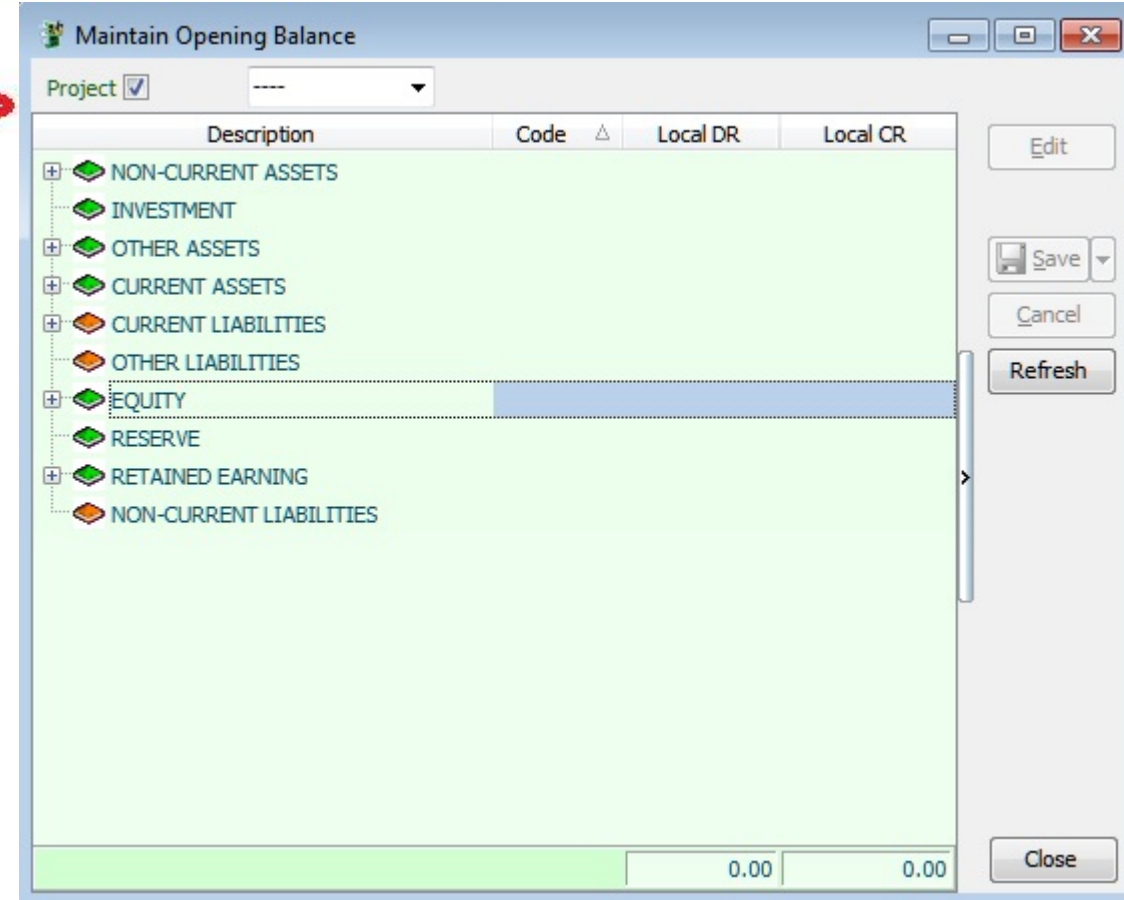 Maintain Opening Balance
Project ----
Description Code Local DR Local CR
Edit
NON-CURRENT ASSETS
INVESTMENT
OTHER ASSETS
Save
CURRENT ASSETS
Cancel
CURRENT LIABILITIES
OTHER LIABILITIES
Refresh
EQUITY
RESERVE
RETAINED EARNING
NON-CURRENT LIABILITIES
0.00 0.00
Close